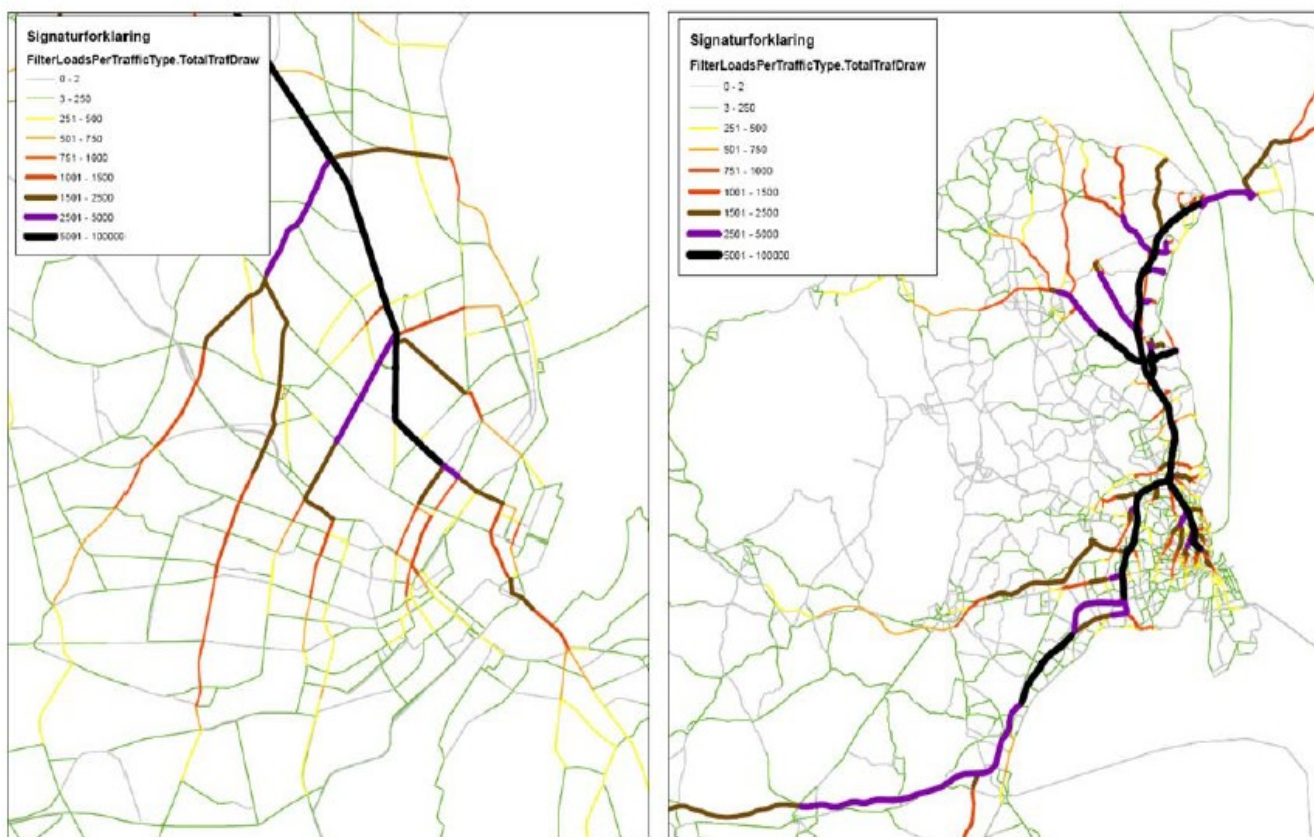 Signaturforklaring
FilterLoadsPerTrafficType.TotalTrafDraw
0 - 2
3 - 250
251 - 500
501 - 750
751 - 1000
1001 - 1500
1501 - 2500
2501 - 5000
5001 - 100000
Signaturforklaring
FilterLoadsPerTrafficType.TotalTrafDraw
0 - 2
3 - 250
251 - 500
501 - 750
751 - 1000
1001 - 1500
1501 - 2500
2501 - 5000
5001 - 100000